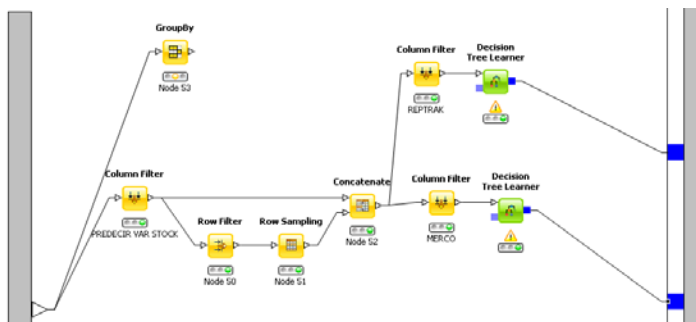 GroupBy
Node 53
Column Filter
REPTRAK
Decision
Tree Learner
Column Filter
PREDECIR VAR STOCK
Row Filter
Node 50
Row Sampling
Node 51
Concatenate
Node 52
Column Filter
MERCO
Decision
Tree Learner